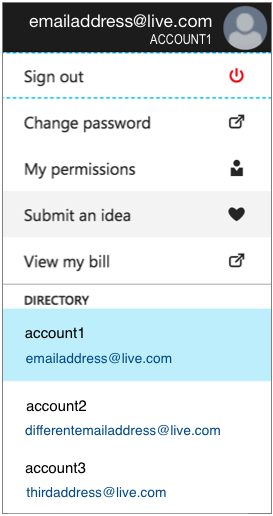 emailaddress@live.com
ACCOUNT1
Sign out
Change password
My permissions
Submit an idea
View my bill
DIRECTORY
account1
emailaddress@live.com
account2
differentemailaddress@live.com
account3
thirdaddress@live.com